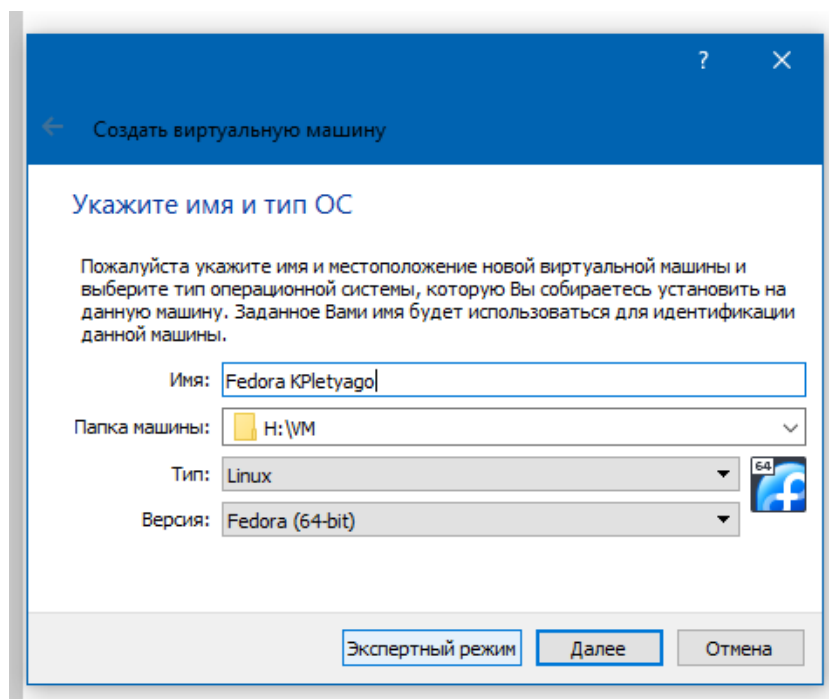 ?
Создать виртуальную машину
Укажите имя и тип ОС
Пожалуйста укажите имя и местоположение новой виртуальной машины и
выберите тип операционной системы, которую Вы собираетесь установить на
данную машину. Заданное Вами имя будет использоваться для идентификации
данной машины.
Имя: Fedora KPletyago
Папка машины: H:\VM
Тип: Linux
64
Версия: Fedora (64-bit)
Экспертный режим Далее Отмена